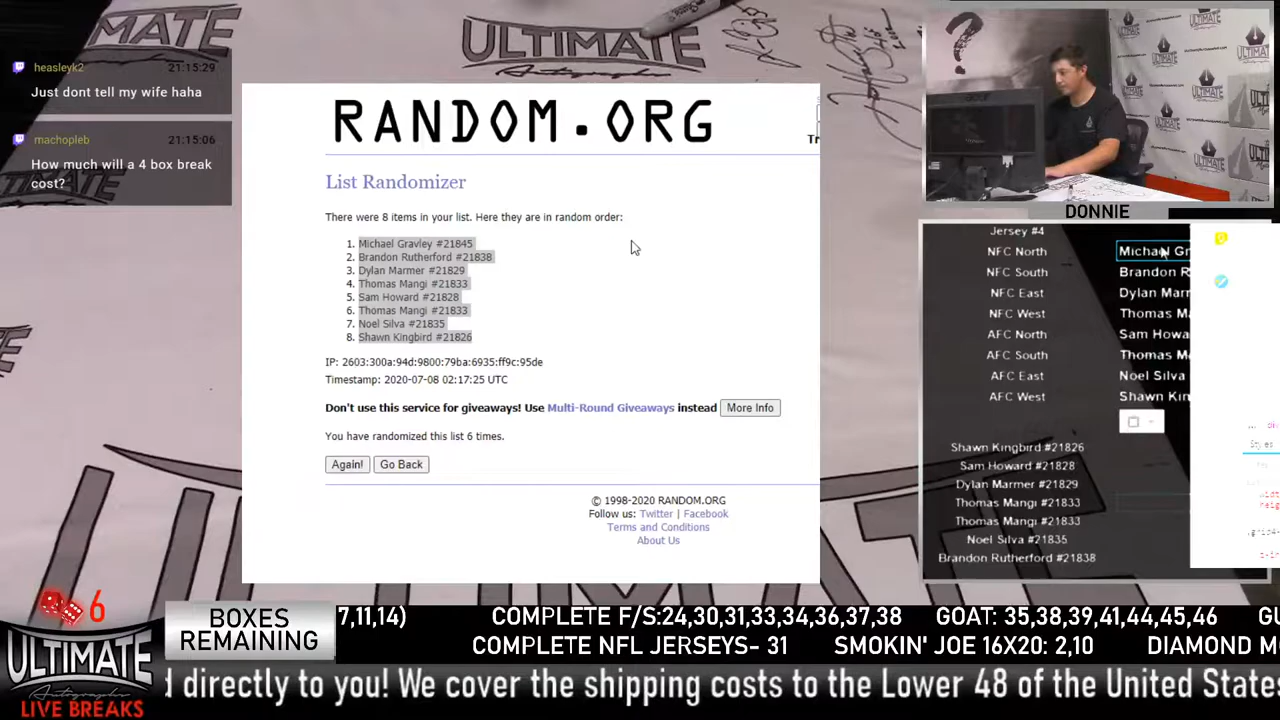 heasleyk2 21:15:29
Just dont tell my wife haha
machopleb 21:15:06
How much will a 4 box break
cost?
ULTIMATE
RANDOM.ORG
Tr
List Randomizer
There were 8 items in your list. Here they are in random order:
1. Michael Gravley #21845
2. Brandon Rutherford #21838
3. Dylan Marmer #21829
4. Thomas Mangi #21833
5. Sam Howard #21828
6. Thomas Mangi #21833
7. Noel Silva #21835
8. Shawn Kingbird #21826
IP: 2603:300a:94d:9800:79ba:6935:ff9c:95de
Timestamp: 2020-07-08 02:17:25 UTC
Don't use this service for giveaways! Use Multi-Round Giveaways instead More Info
You have randomized this list 6 times.
Again! Go Back
© 1998-2020 RANDOM.ORG
Follow us: Twitter | Facebook
Terms and Conditions
About Us
DONNIE
Jersey #4
NFC North Michael Gr
NFC South Brandon R
NFC East Dylan Marr
NFC West Thomas M
AFC North Sam Howa
AFC South Thomas M
AFC East Noel Silva
AFC West Shawn Kin
Shawn Kingbird #21826
Sam Howard #21828
Dylan Marmer #21829
Thomas Mangi #21833
Thomas Mangi #21833
Noel Silva #21835
Brandon Rutherford #21838
Styles
6
ULTIMATE
Autographs
LIVE BREAKS
BOXES
REMAINING
7,11,14) COMPLETE F/S:24,30,31,33,34,36,37,38 GOAT: 35,38,39,41,44,45,46 GU
COMPLETE NFL JERSEYS- 31 SMOKIN' JOE 16X20: 2,10 DIAMOND M
d directly to you! We cover the shipping costs to the Lower 48 of the United States